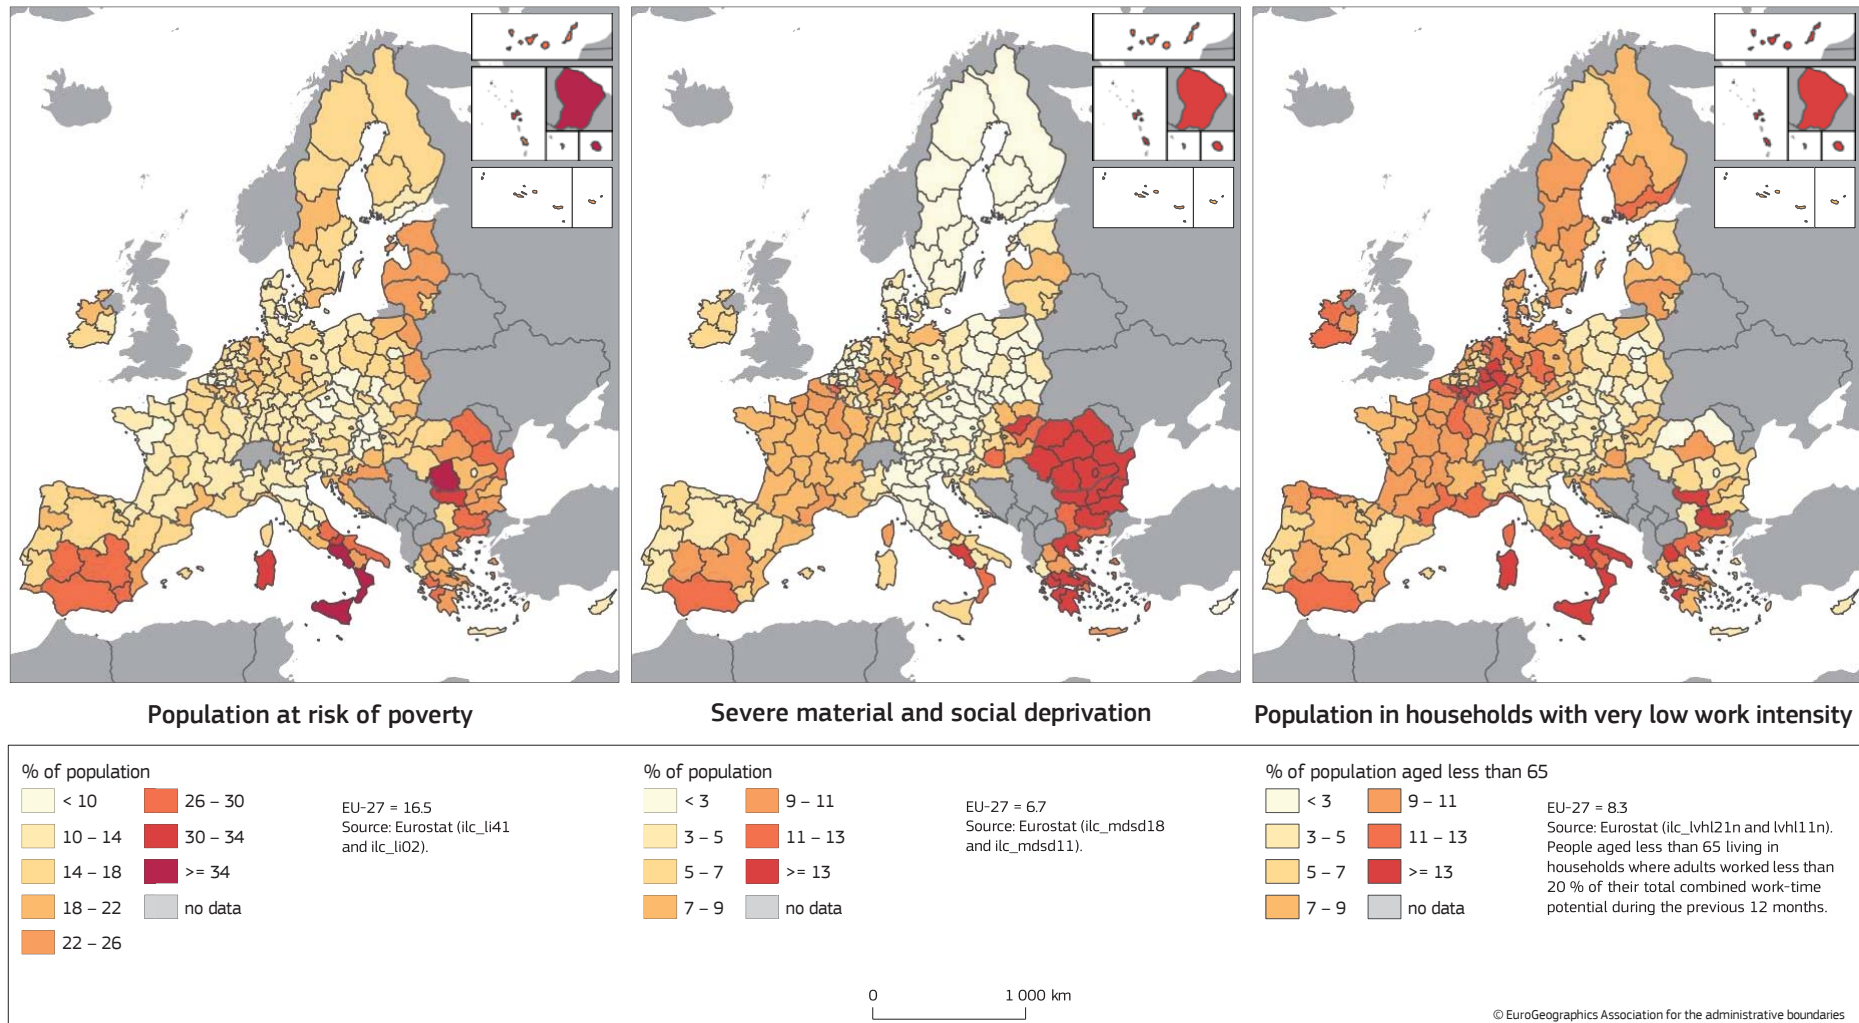 Population at risk of poverty
Severe material and social deprivation
Population in households with very low work intensity
% of population
< 10
10 – 14
14 – 18
18 – 22
22 – 26
26 – 30
30 – 34
>= 34
no data
EU-27 = 16.5
Source: Eurostat (ilc_li41
and ilc_li02).
% of population
< 3
3 – 5
5 – 7
7 – 9
9 – 11
11 – 13
>= 13
no data
EU-27 = 6.7
Source: Eurostat (ilc_mdsd18
and ilc_mdsd11).
% of population aged less than 65
< 3
3 – 5
5 – 7
7 – 9
9 – 11
11 – 13
>= 13
no data
EU-27 = 8.3
Source: Eurostat (ilc_lvhl21n and lvhl11n).
People aged less than 65 living in
households where adults worked less than
20 % of their total combined work-time
potential during the previous 12 months.
0 1 000 km
© EuroGeographics Association for the administrative boundaries